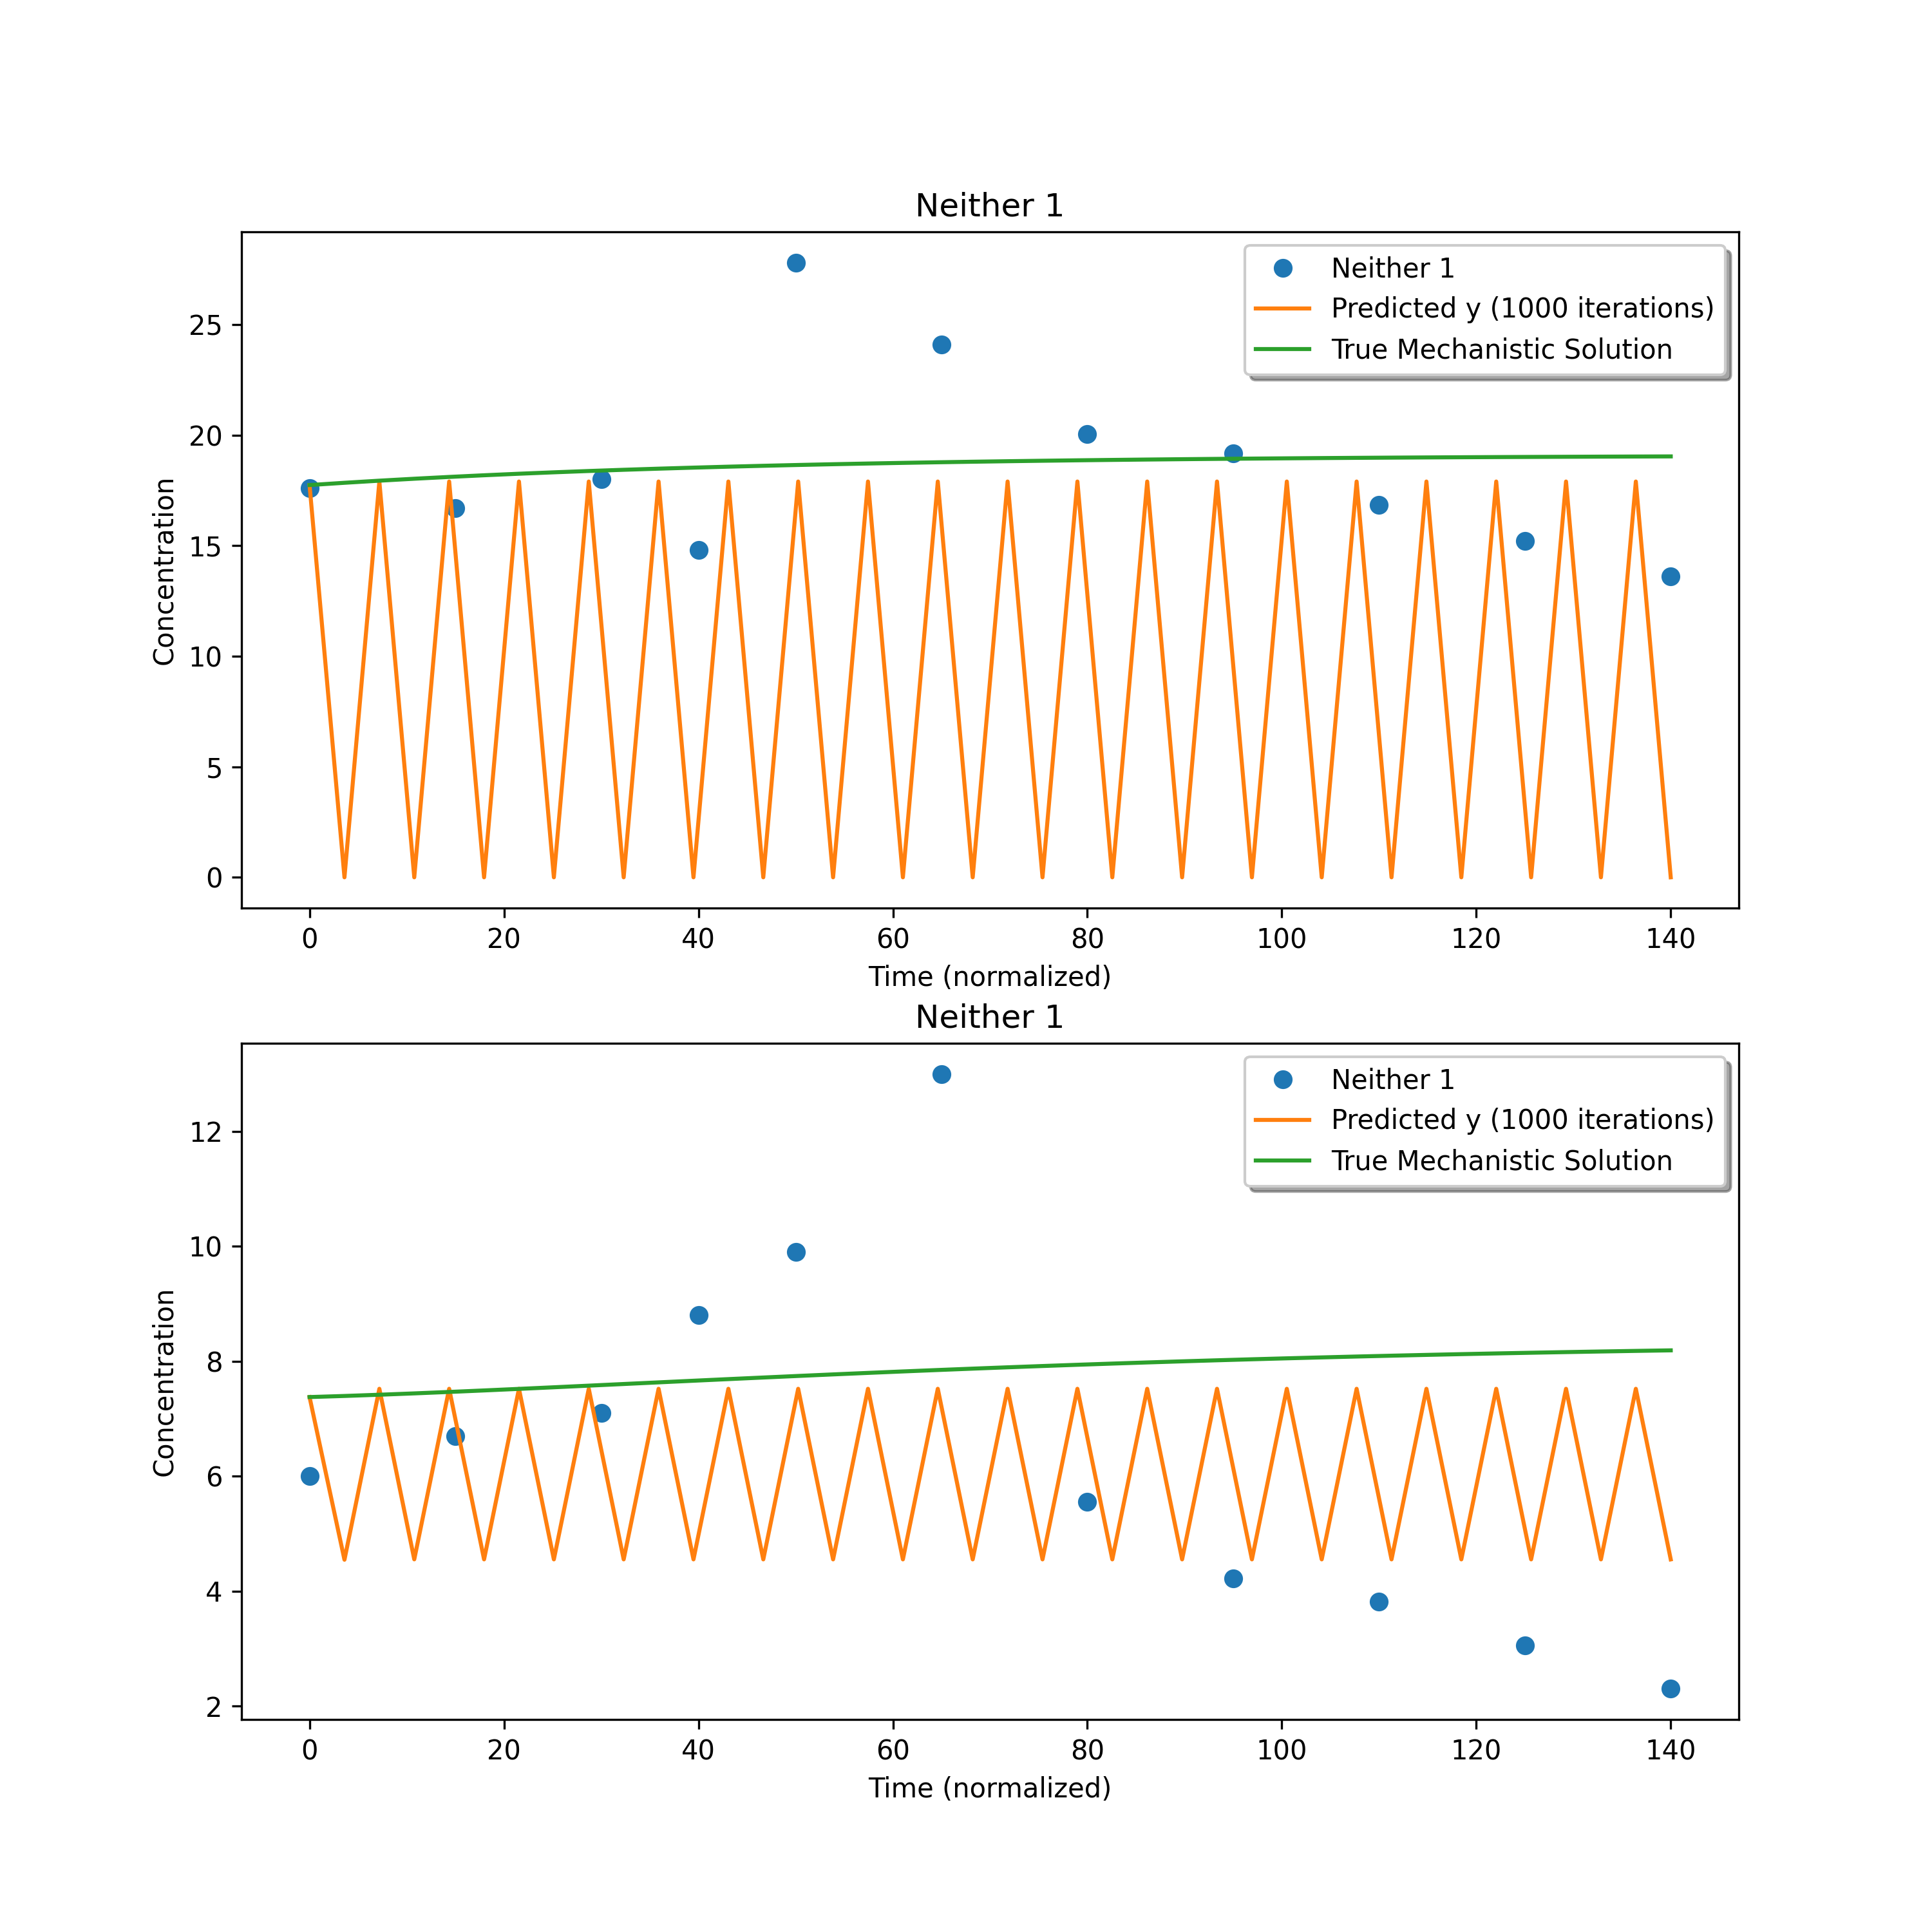 Neither 1
Neither 1
Predicted y (1000 iterations)
True Mechanistic Solution
25
20
15
10
5
0
Concentration
0 20 40 60 80 100 120 140
Time (normalized)
Neither 1
Neither 1
Predicted y (1000 iterations)
True Mechanistic Solution
12
10
8
6
4
2
Concentration
0 20 40 60 80 100 120 140
Time (normalized)